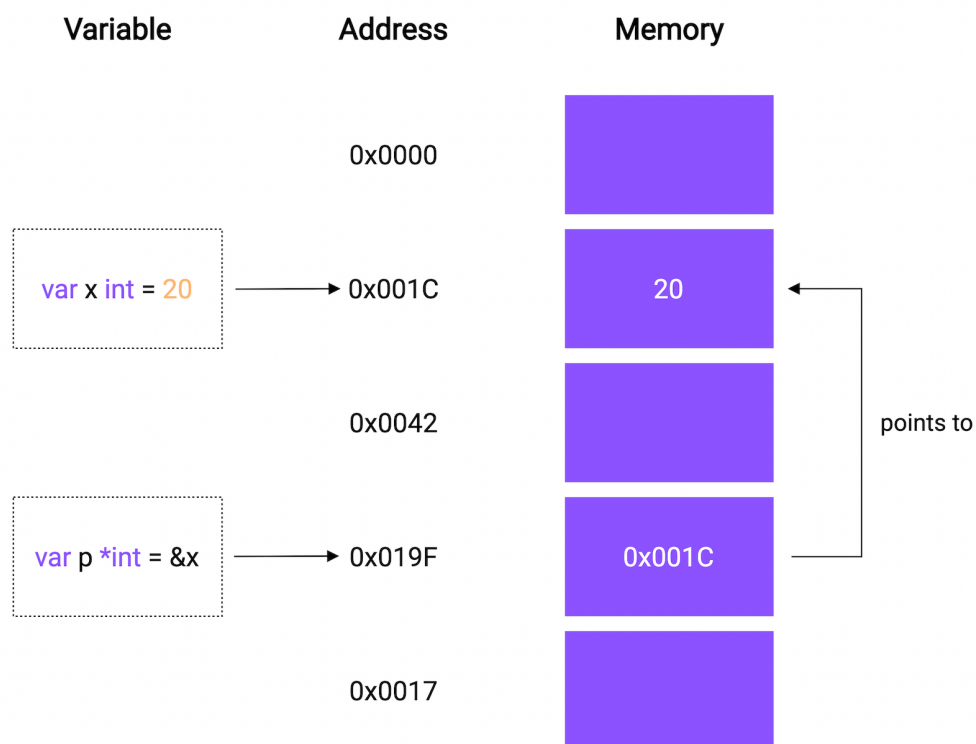 Variable Address Memory
0x0000
var x int = 20 0x001C 20
0x0042 points to
var p *int = &x 0x019F 0x001C
0x0017